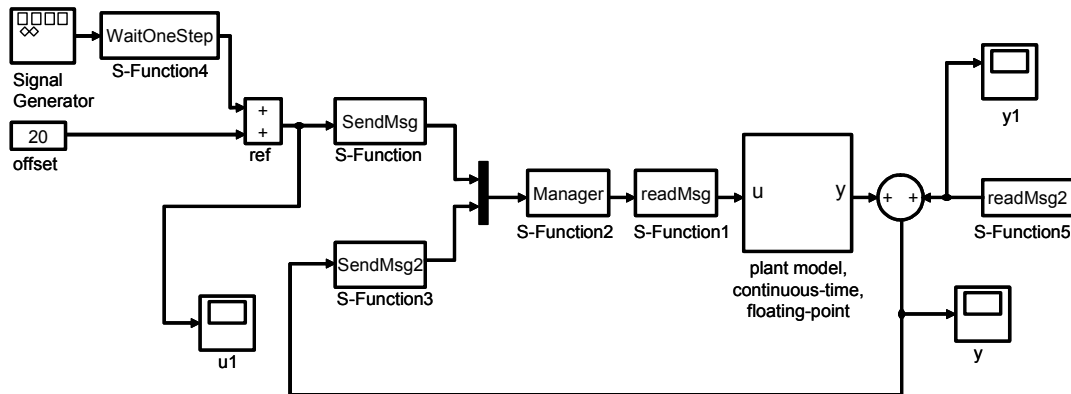 WaitOneStep
S-Function4
Signal
Generator
20
offset
+
+
ref
SendMsg
S-Function
SendMsg2
S-Function3
u1
Manager
S-Function2
readMsg
S-Function1
u
y
plant model,
continuous-time,
floating-point
+ +
y1
readMsg2
S-Function5
y